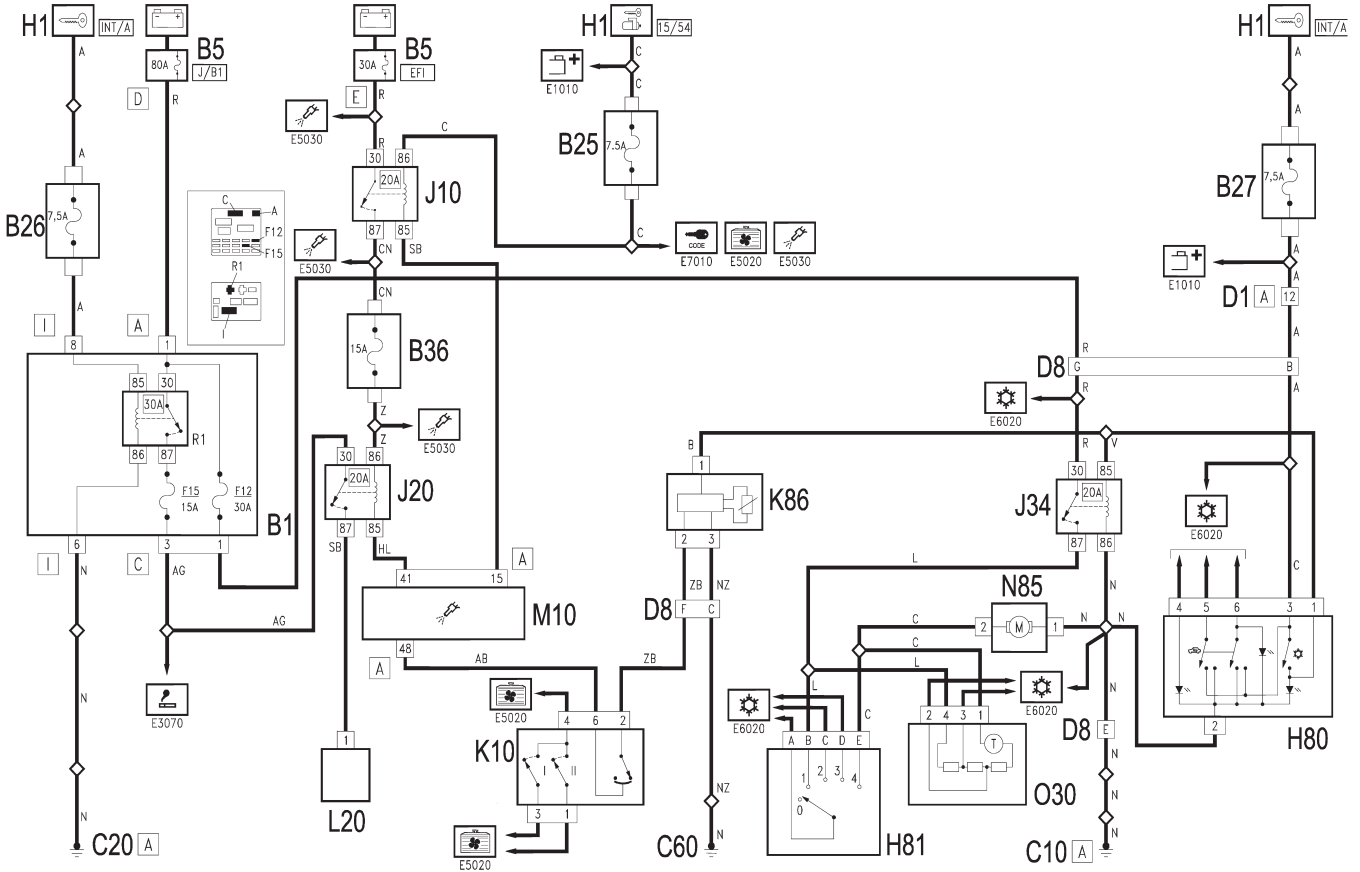 H1
INT/A
A
80A
B5
J/B1
D
R
30A
B5
EFI
E
R
E5030
R
30
86
C
20A
J10
87
85
CN
SB
E5030
CN
H1
15/54
C
E1010
C
B25
7.5A
C
CODE
E7010
E5020
E5030
H1
INT/A
A
A
B27
7,5A
A
E1010
A
D1
A
12
A
A
B26
7,5A
A
C
A
F12
F15
R1
I
I
A
8
1
85
30
30A
R1
86
87
F15
15A
F12
30A
B1
6
3
1
I
C
N
AG
AG
N
E3070
N
C20
A
15A
B36
Z
E5030
Z
30
86
20A
J20
87
85
SB
HL
A
41
15
M10
48
A
AB
ZB
1
L20
E5020
4
6
2
K10
I
II
3
1
E5020
B
1
K86
2
3
ZB
NZ
D8
F
C
NZ
N
C60
R
D8
G
B
R
A
E6020
R
V
30
85
20A
J34
87
86
L
N
N85
C
2
M
1
N
N
C
L
L
C
E6020
E6020
2
4
3
1
T
O30
A
B
C
D
E
0
1
2
3
4
H81
N
D8
E
N
N
N
C10
A
E6020
C
4
5
6
3
1
2
H80